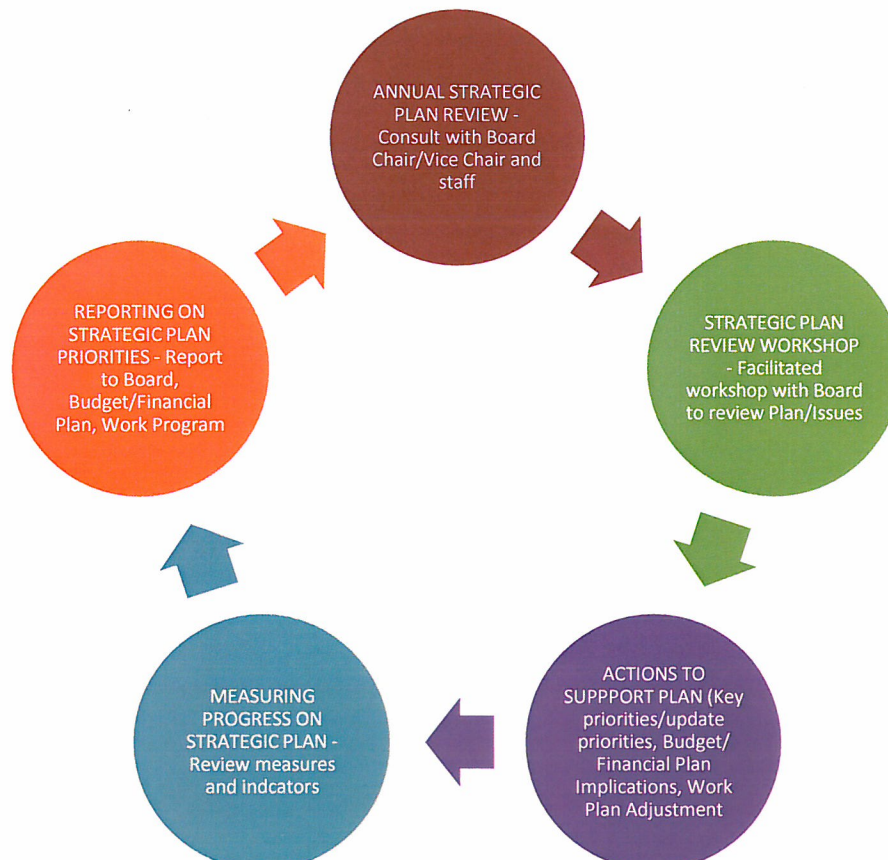 ANNUAL STRATEGIC
PLAN REVIEW -
Consult with Board
Chair/Vice Chair and
staff
STRATEGIC PLAN
REVIEW WORKSHOP
- Facilitated
workshop with Board
to review Plan/Issues
ACTIONS TO
SUPPPORT PLAN (Key
priorities/update
priorities, Budget/
Financial Plan
Implications, Work
Plan Adjustment
MEASURING
PROGRESS ON
STRATEGIC PLAN -
Review measures
and indcators
REPORTING ON
STRATEGIC PLAN
PRIORITIES - Report
to Board,
Budget/Financial
Plan, Work Program